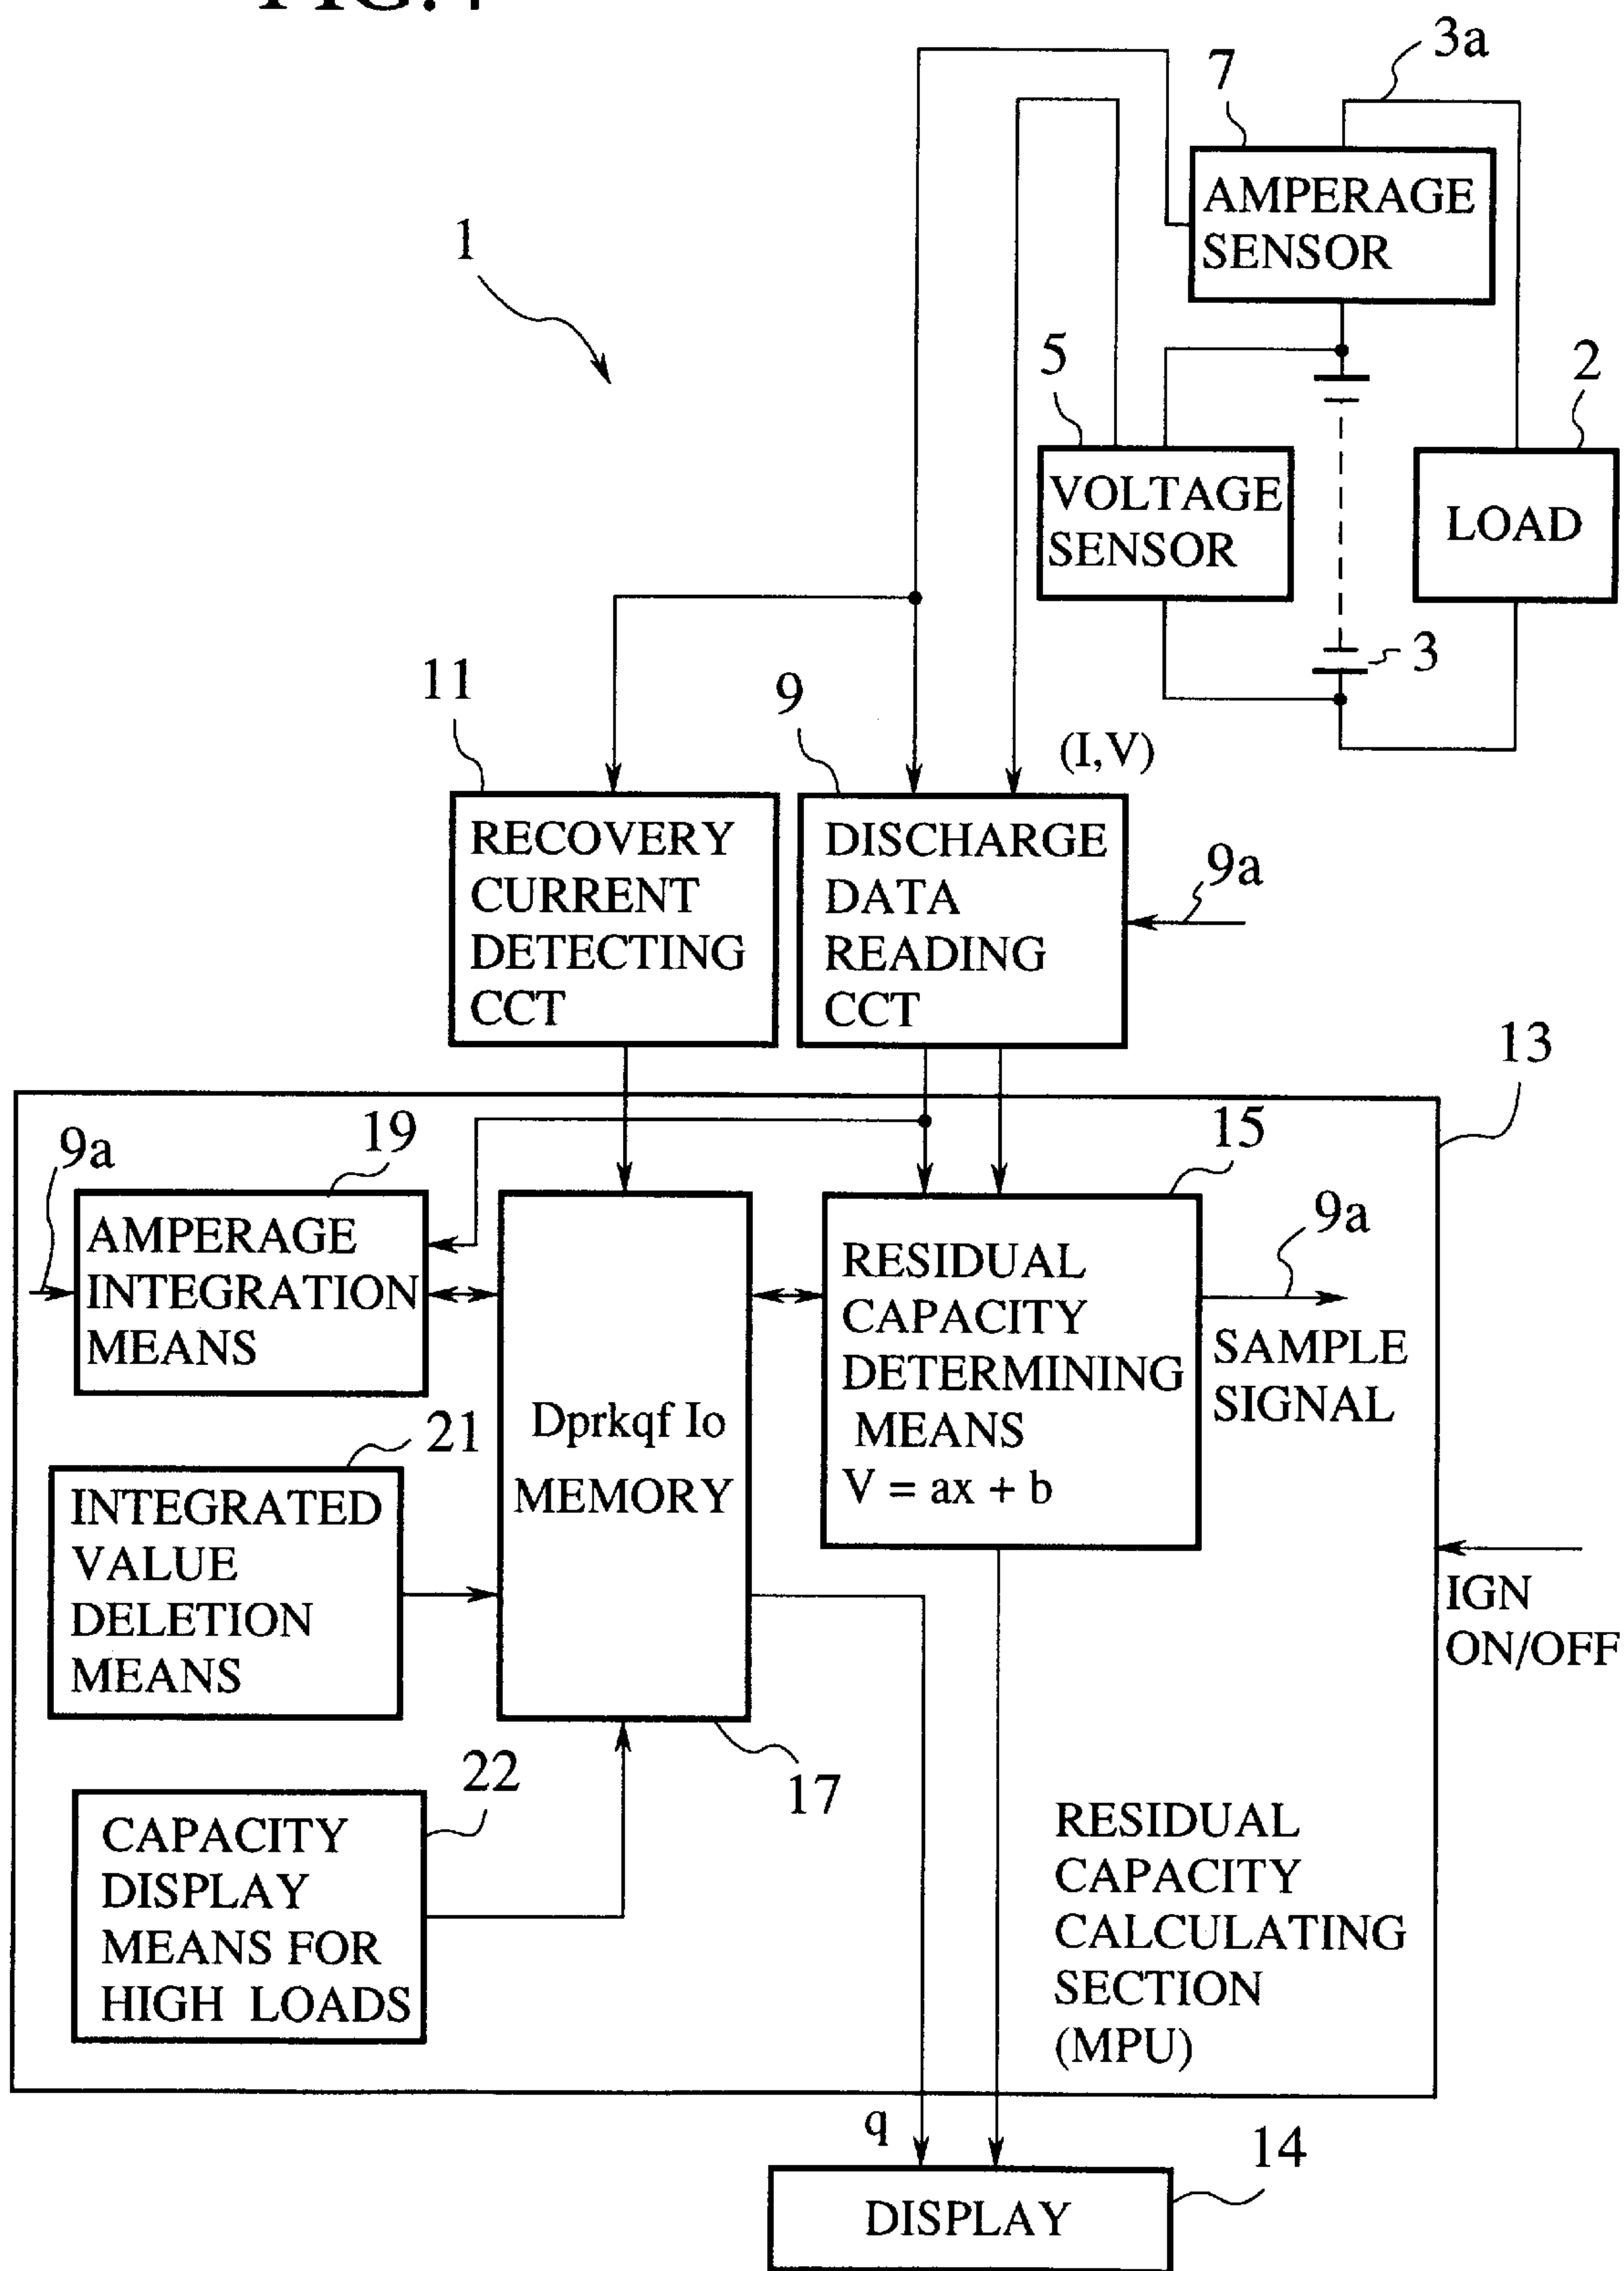 3a
7
AMPERAGE
SENSOR
1
5
2
VOLTAGE
SENSOR
LOAD
3
11
9
(I,V)
RECOVERY
CURRENT
DETECTING
CCT
DISCHARGE
DATA
READING
CCT
9a
13
9a
19
15
AMPERAGE
INTEGRATION
MEANS
9a
RESIDUAL
CAPACITY
DETERMINING
MEANS
V = ax + b
SAMPLE
SIGNAL
Dprkqf Io
MEMORY
21
INTEGRATED
VALUE
DELETION
MEANS
IGN
ON/OFF
22
17
CAPACITY
DISPLAY
MEANS FOR
HIGH LOADS
RESIDUAL
CAPACITY
CALCULATING
SECTION
(MPU)
q
14
DISPLAY